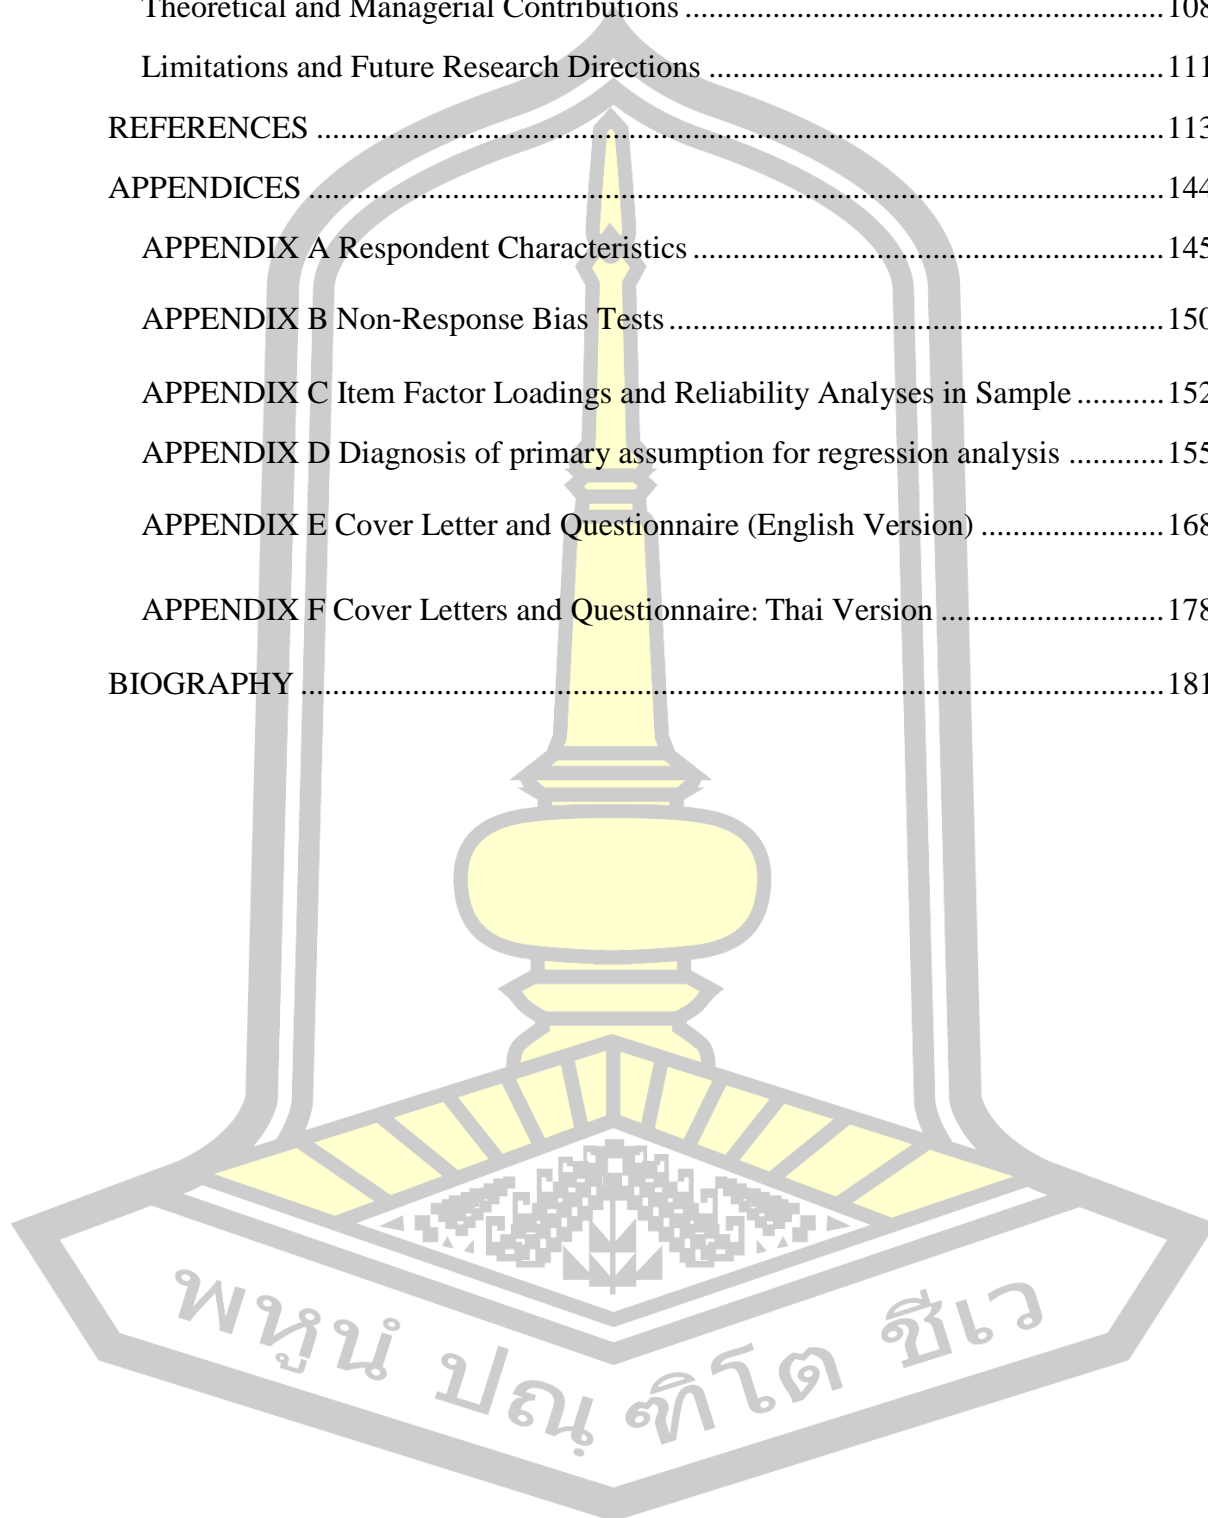 Theoretical and Managerial Contributions ............................................................ 108
Limitations and Future Research Directions ......................................................... 111
REFERENCES .......................................................................................................... 113
APPENDICES ........................................................................................................... 144
APPENDIX A Respondent Characteristics ........................................................... 145
APPENDIX B Non-Response Bias Tests .............................................................. 150
APPENDIX C Item Factor Loadings and Reliability Analyses in Sample ........... 152
APPENDIX D Diagnosis of primary assumption for regression analysis ............ 155
APPENDIX E Cover Letter and Questionnaire (English Version) ....................... 168
APPENDIX F Cover Letters and Questionnaire: Thai Version ............................ 178
BIOGRAPHY ............................................................................................................ 181
พหูนํ ปณฺฑิโต ชีเว